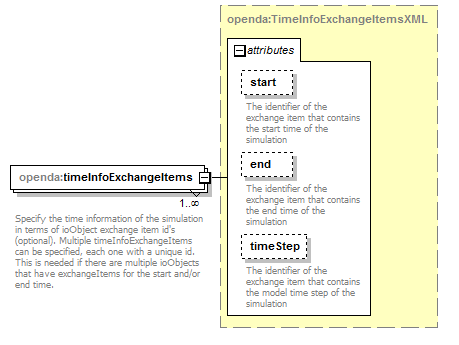 openda:TimeInfoExchangeItemsXML
attributes
start
The identifier of the
exchange item that contains
the start time of the
simulation
end
The identifier of the
exchange item that contains
the end time of the
simulation
timeStep
The identifier of the
exchange item that contains
the model time step of the
simulation
openda:timeInfoExchangeItems
1..∞
Specify the time information of the simulation
in terms of ioObject exchange item id's
(optional). Multiple timeInfoExchangeItems
can be specified, each one with a unique id.
This is needed if there are multiple ioObjects
that have exchangeItems for the start and/or
end time.